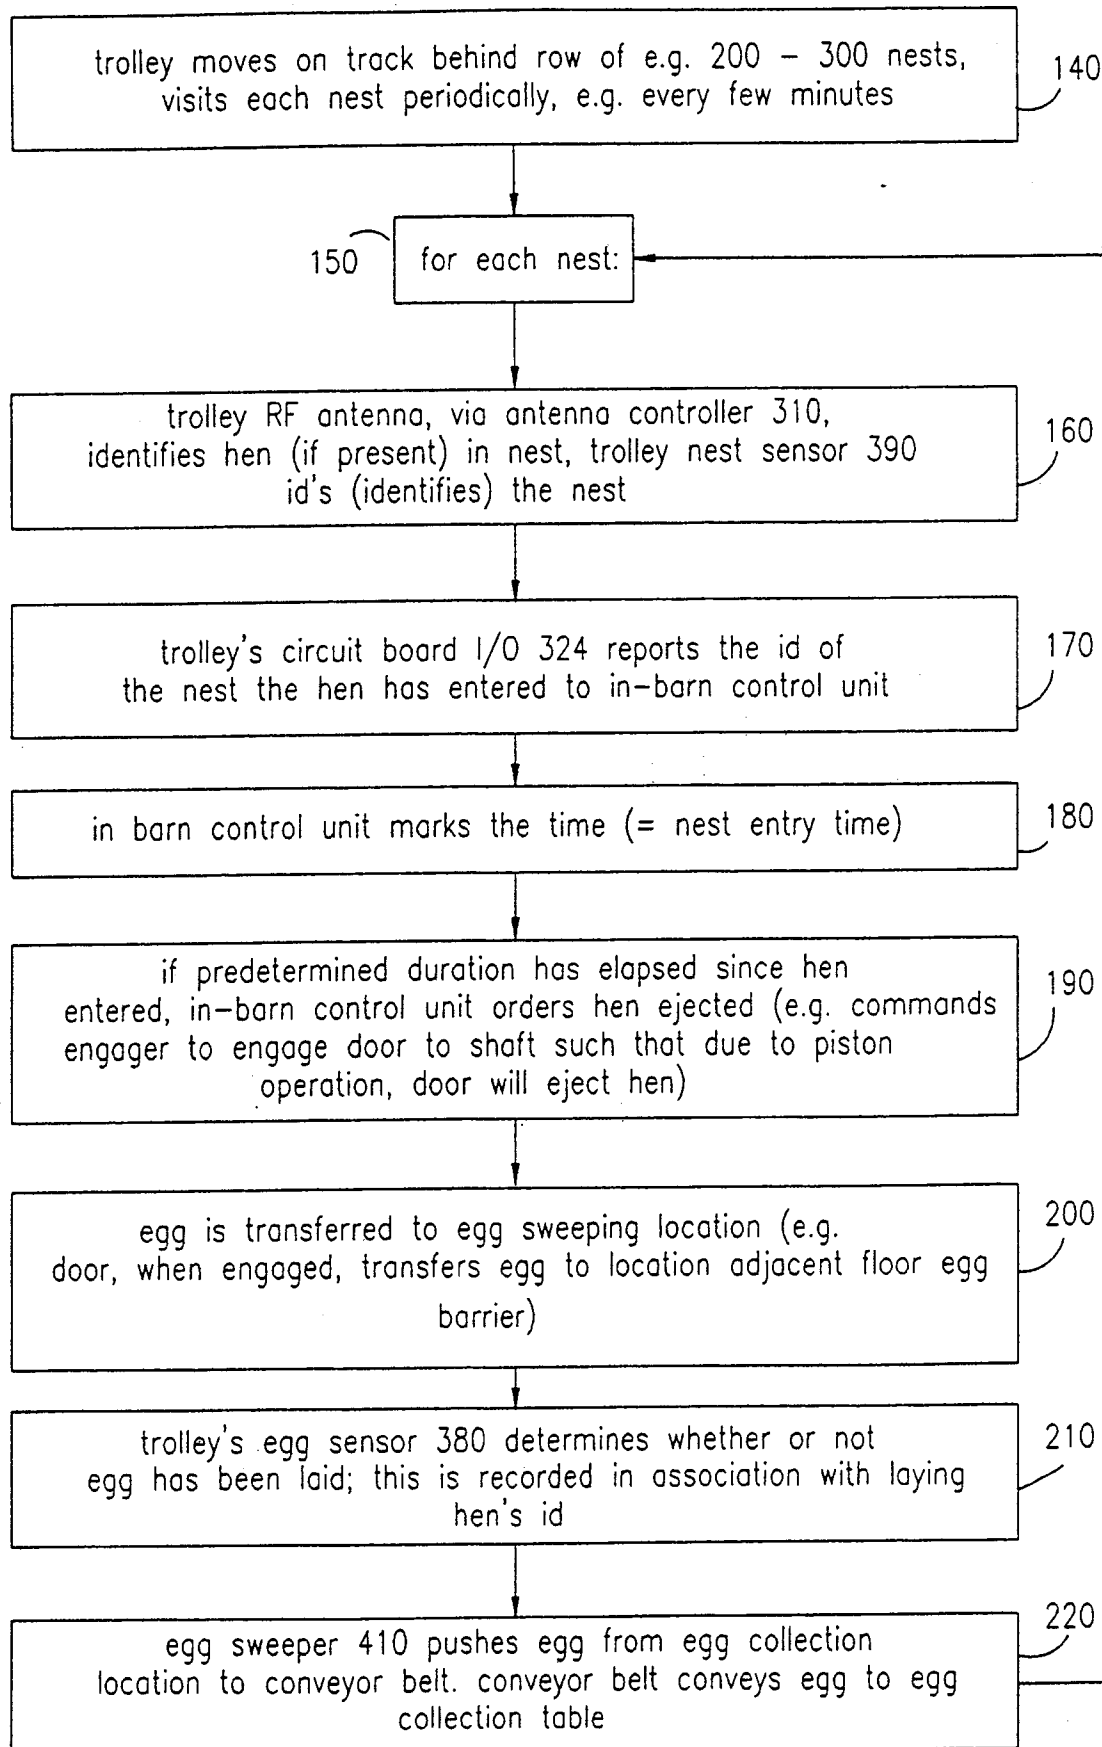 trolley moves on track behind row of e.g. 200 – 300 nests,
visits each nest periodically, e.g. every few minutes
140
150
for each nest:
trolley RF antenna, via antenna controller 310,
identifies hen (if present) in nest, trolley nest sensor 390
id's (identifies) the nest
160
trolley's circuit board I/O 324 reports the id of
the nest the hen has entered to in-barn control unit
170
in barn control unit marks the time (= nest entry time)
180
if predetermined duration has elapsed since hen
entered, in-barn control unit orders hen ejected (e.g. commands
engager to engage door to shaft such that due to piston
operation, door will eject hen)
190
egg is transferred to egg sweeping location (e.g.
door, when engaged, transfers egg to location adjacent floor egg
barrier)
200
trolley's egg sensor 380 determines whether or not
egg has been laid; this is recorded in association with laying
hen's id
210
egg sweeper 410 pushes egg from egg collection
location to conveyor belt. conveyor belt conveys egg to egg
collection table
220